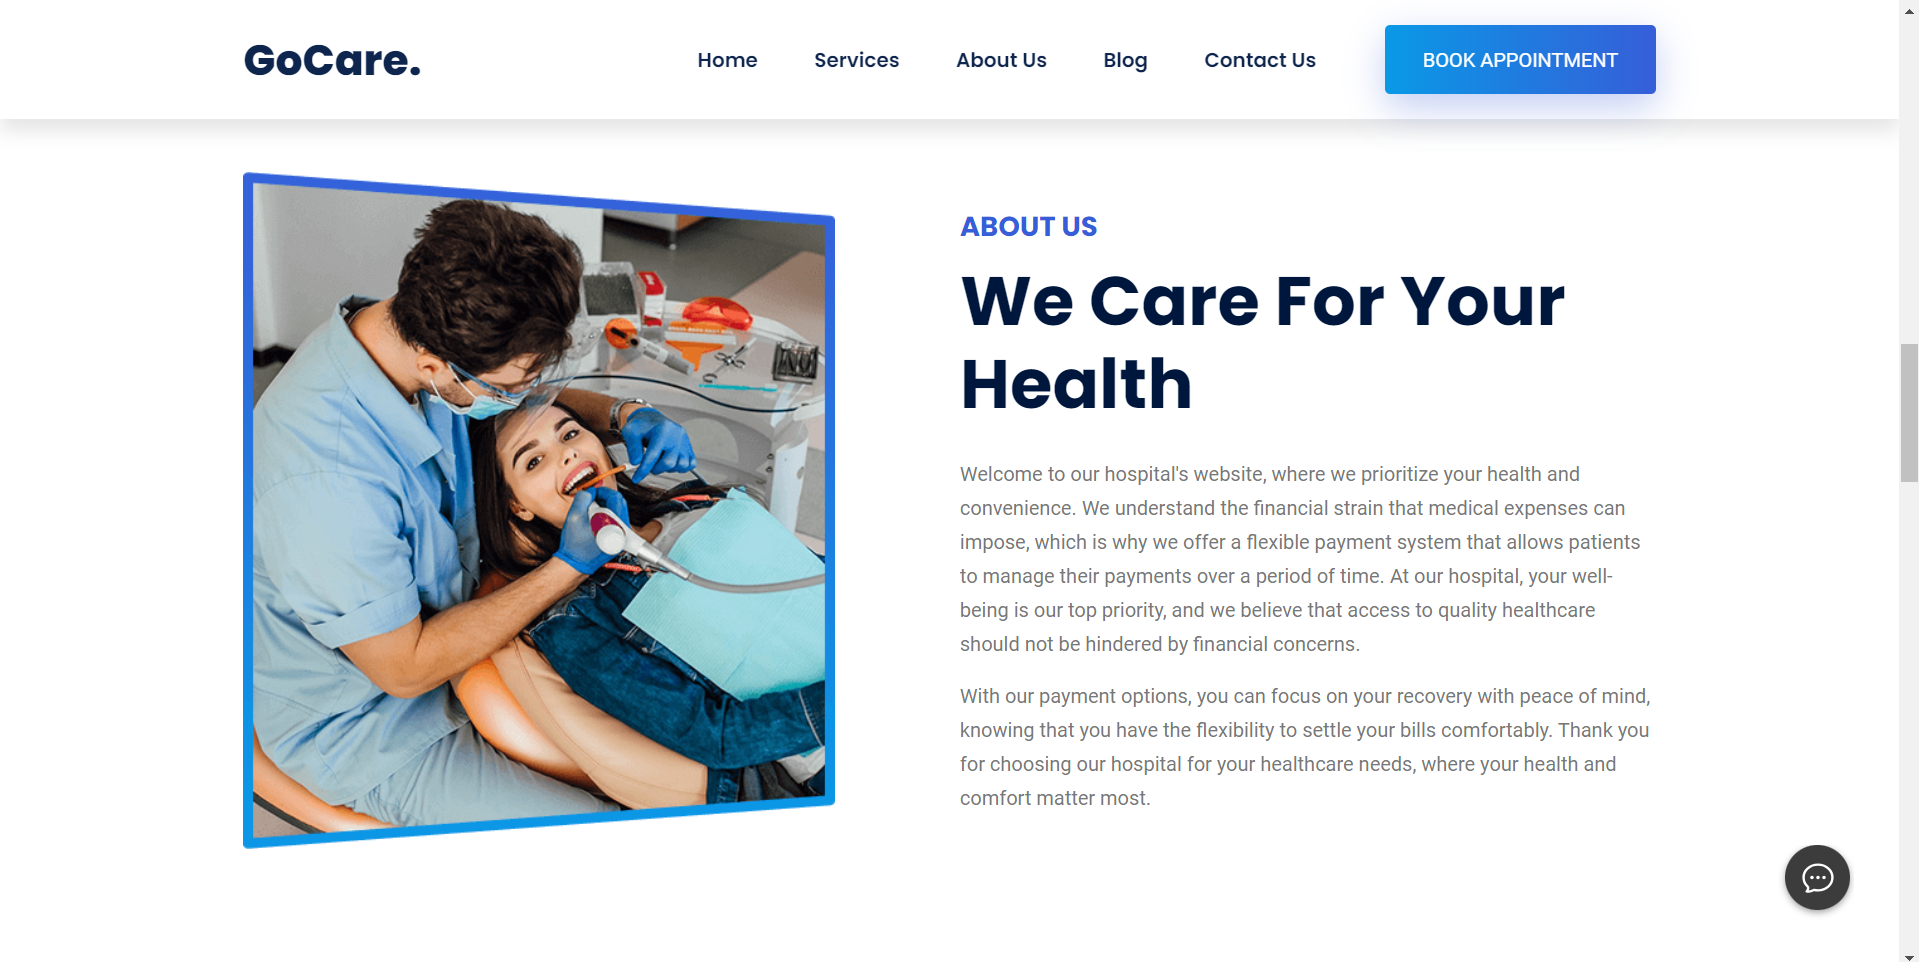 GoCare.
Home
Services
About Us
Blog
Contact Us
BOOK APPOINTMENT
ABOUT US
We Care For Your
Health
Welcome to our hospital's website, where we prioritize your health and
convenience. We understand the financial strain that medical expenses can
impose, which is why we offer a flexible payment system that allows patients
to manage their payments over a period of time. At our hospital, your well-
being is our top priority, and we believe that access to quality healthcare
should not be hindered by financial concerns.
With our payment options, you can focus on your recovery with peace of mind,
knowing that you have the flexibility to settle your bills comfortably. Thank you
for choosing our hospital for your healthcare needs, where your health and
comfort matter most.